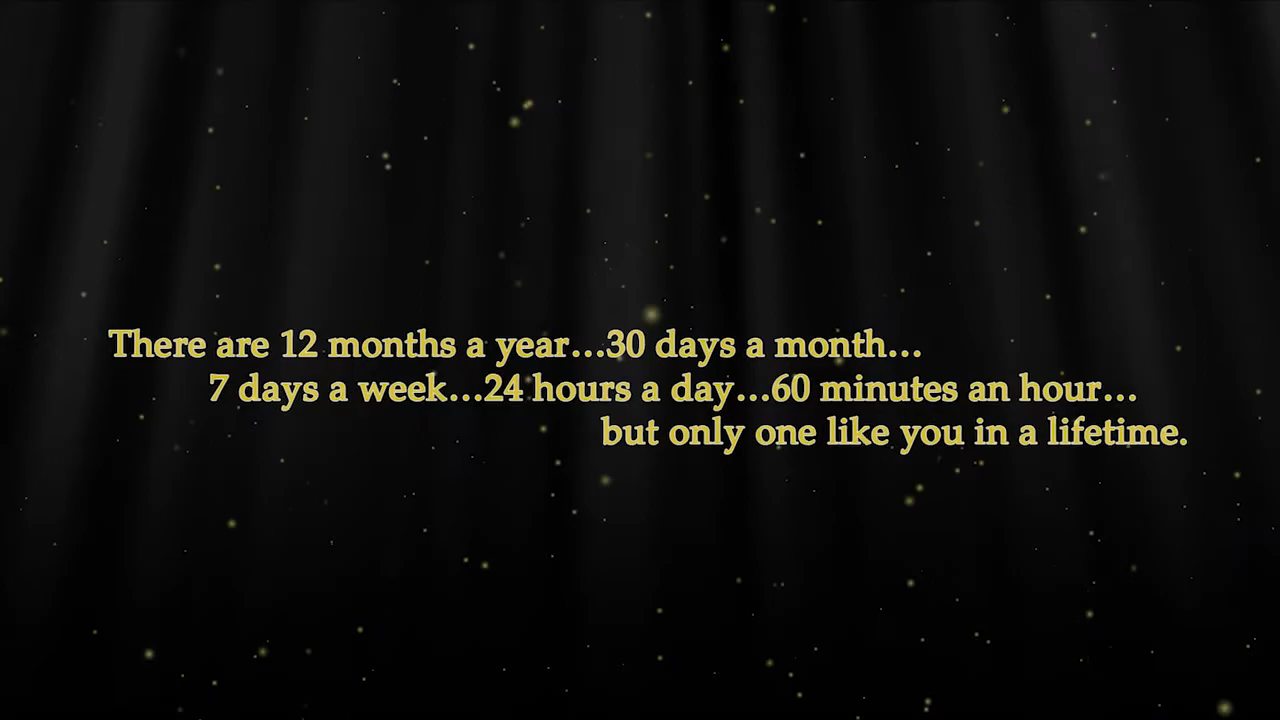 There are 12 months a year...30 days a month...
7 days a week...24 hours a day...60 minutes an hour...
but only one like you in a lifetime.